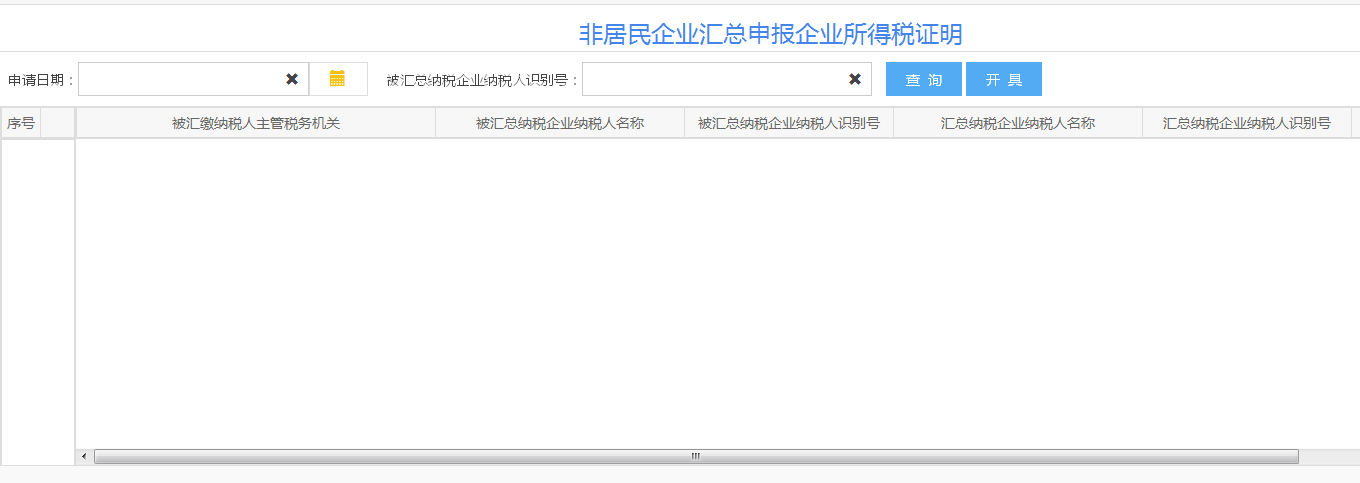 非居民企业汇总申报企业所得税证明
申请日期： 被汇总纳税企业纳税人识别号： 查 询 开 具
序号 被汇缴纳税人主管税务机关 被汇总纳税企业纳税人名称 被汇总纳税企业纳税人识别号 汇总纳税企业纳税人名称 汇总纳税企业纳税人识别号